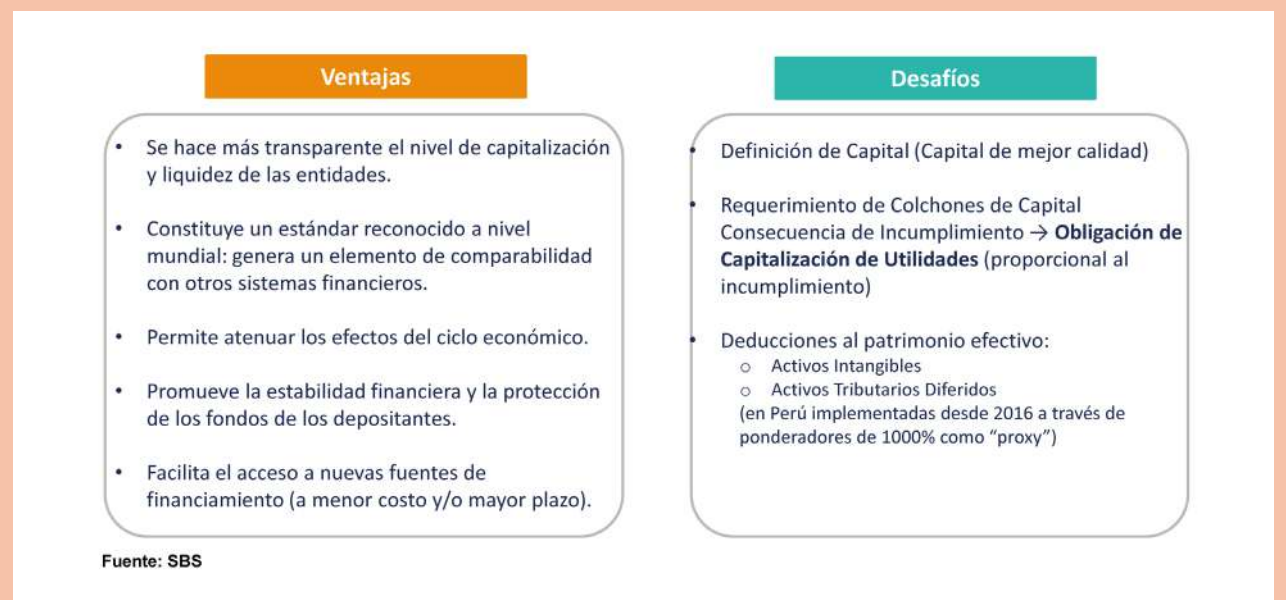 Ventajas
• Se hace más transparente el nivel de capitalización
y liquidez de las entidades.
• Constituye un estándar reconocido a nivel
mundial: genera un elemento de comparabilidad
con otros sistemas financieros.
• Permite atenuar los efectos del ciclo económico.
• Promueve la estabilidad financiera y la protección
de los fondos de los depositantes.
• Facilita el acceso a nuevas fuentes de
financiamiento (a menor costo y/o mayor plazo).
Desafíos
• Definición de Capital (Capital de mejor calidad)
• Requerimiento de Colchones de Capital
Consecuencia de Incumplimiento → Obligación de
Capitalización de Utilidades (proporcional al
incumplimiento)
• Deducciones al patrimonio efectivo:
o Activos Intangibles
o Activos Tributarios Diferidos
(en Perú implementadas desde 2016 a través de
ponderadores de 1000% como “proxy”)
Fuente: SBS